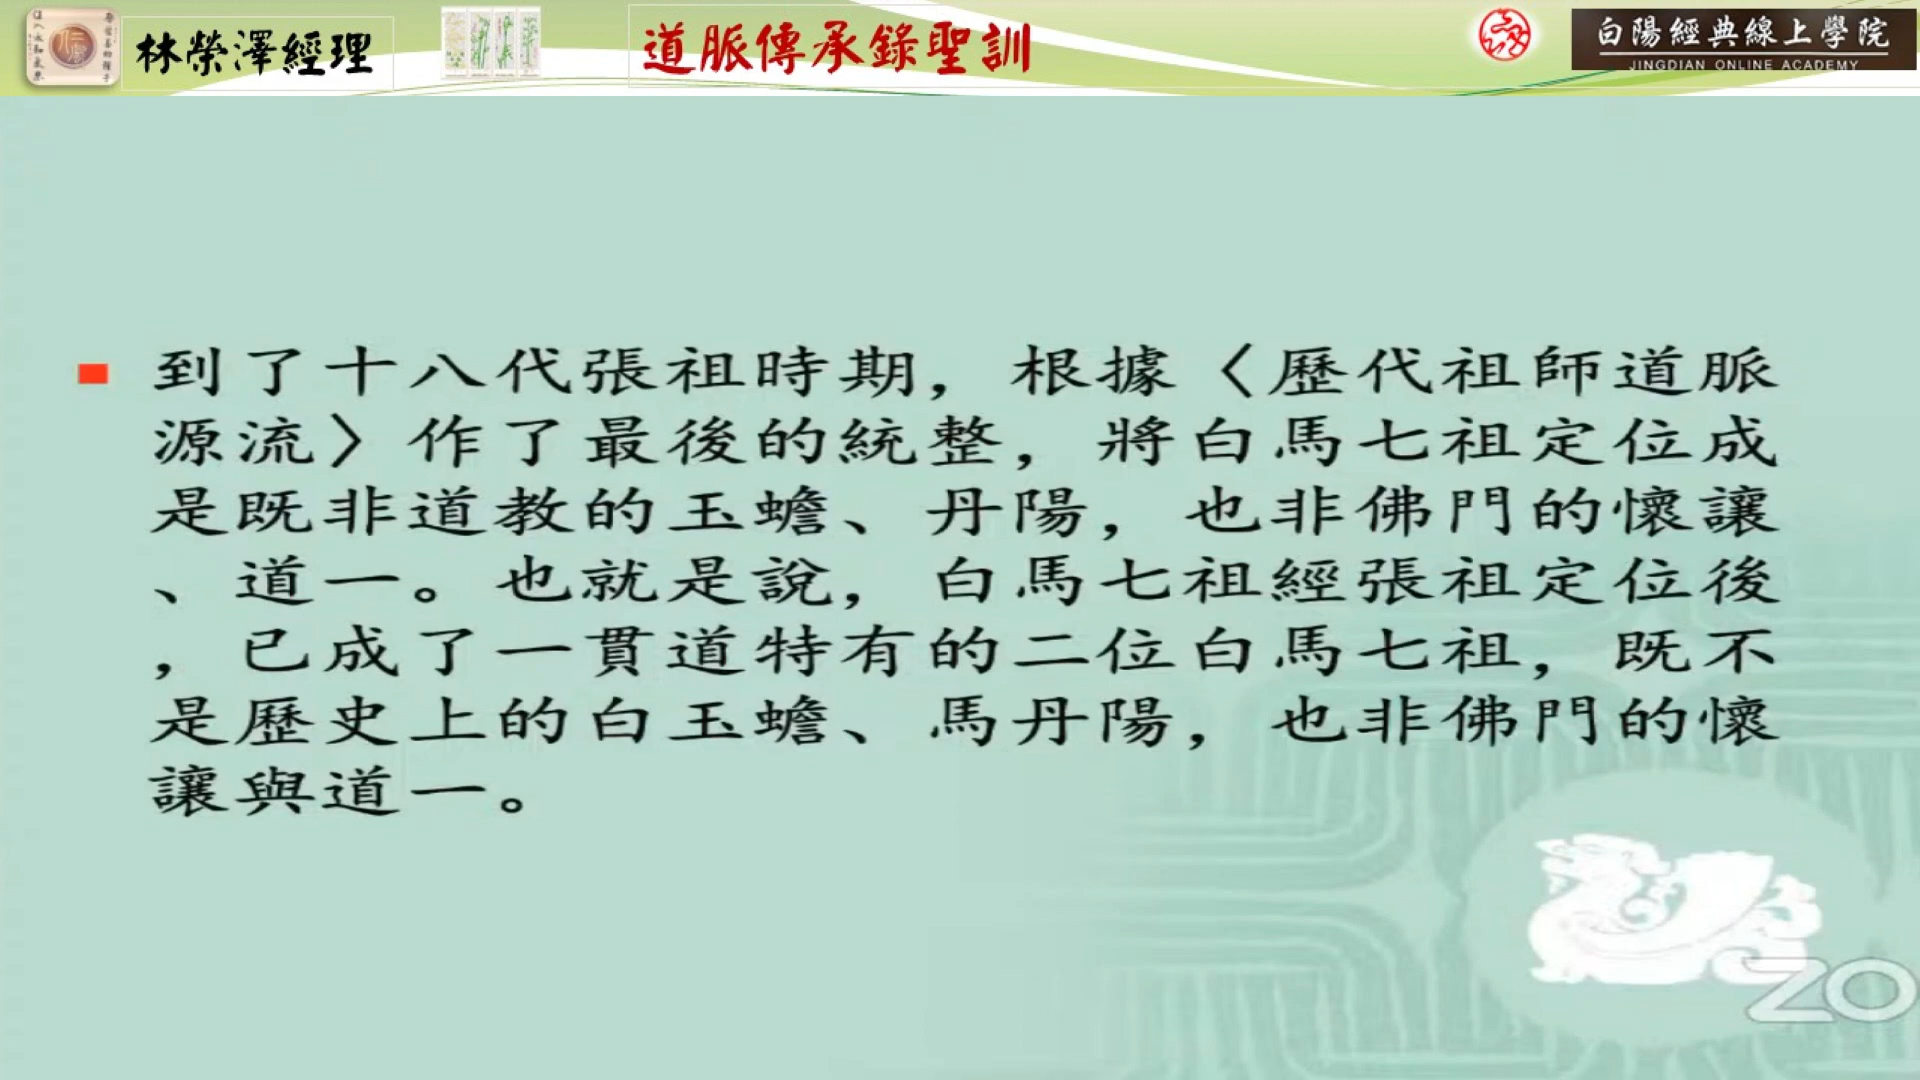 林榮澤經理
道脈傳承錄聖訓
白陽經典線上學院
JINGDIAN ONLINE ACADEMY
到了十八代張祖時期，根據〈歷代祖師道脈
源流〉作了最後的統整，將白馬七祖定位成
是既非道教的玉蟾、丹陽，也非佛門的懷讓
、道一。也就是說，白馬七祖經張祖定位後
，已成了一貫道特有的二位白馬七祖，既不
是歷史上的白玉蟾、馬丹陽，也非佛門的懷
讓與道一。
ZO